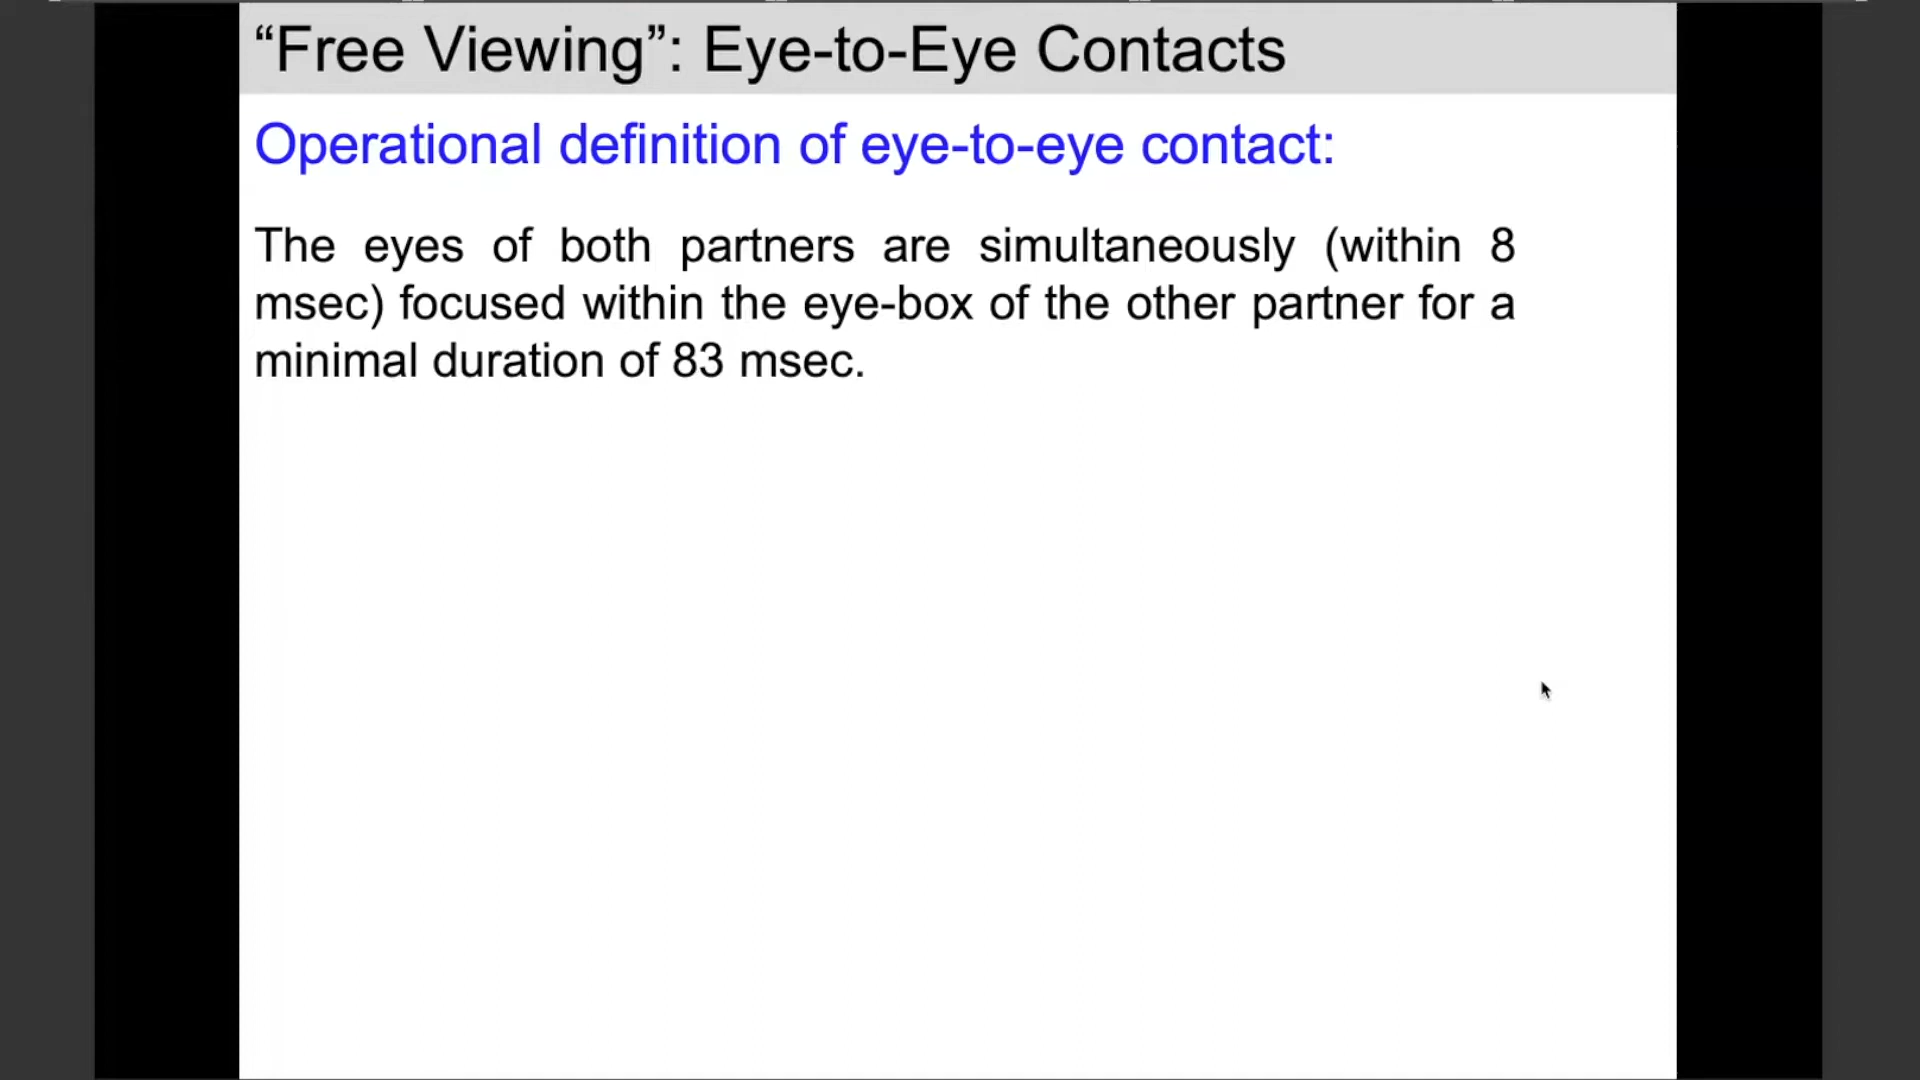 “Free Viewing”: Eye-to-Eye Contacts
Operational definition of eye-to-eye contact:
The eyes of both partners are simultaneously (within 8
msec) focused within the eye-box of the other partner for a
minimal duration of 83 msec.